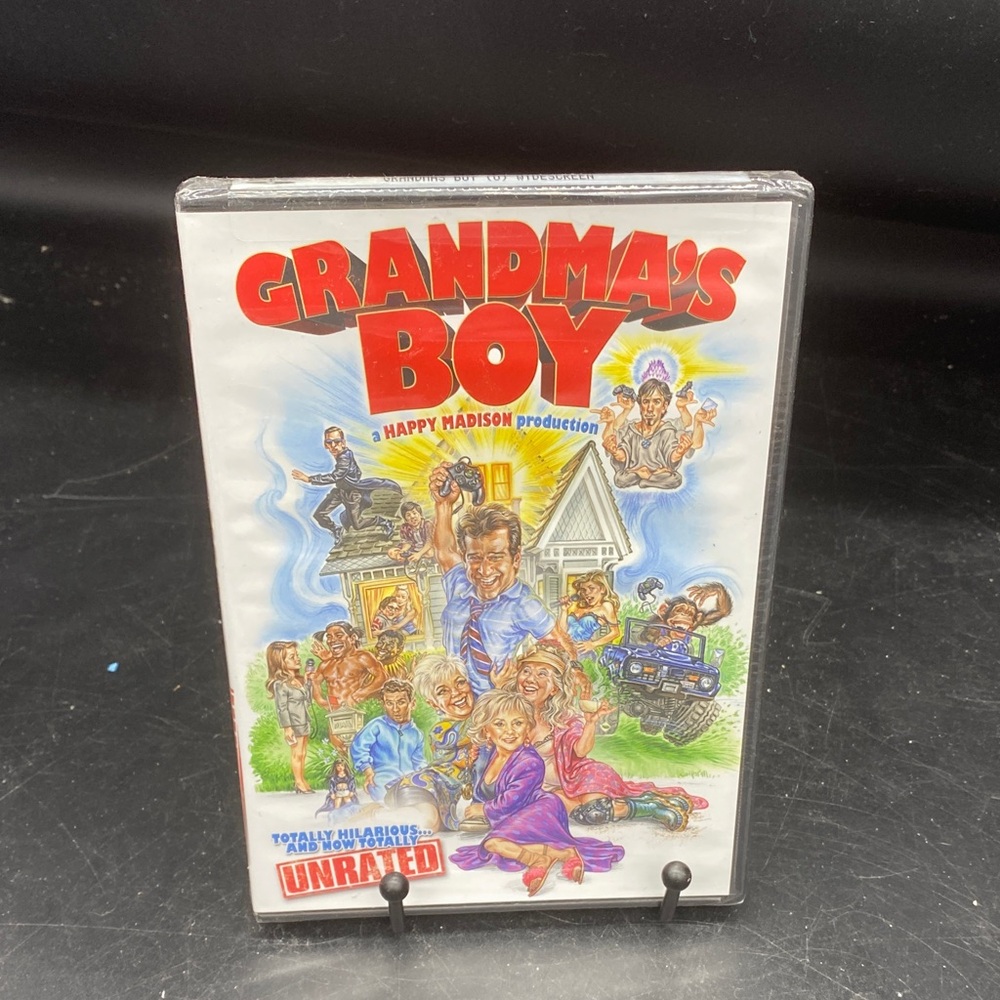 GRANDMAS BOY (U) WIDESCREEN
GRANDMA'S
BOY
a HAPPY MADISON production
TOTALLY HILARIOUS...
AND NOW TOTALLY
UNRATED